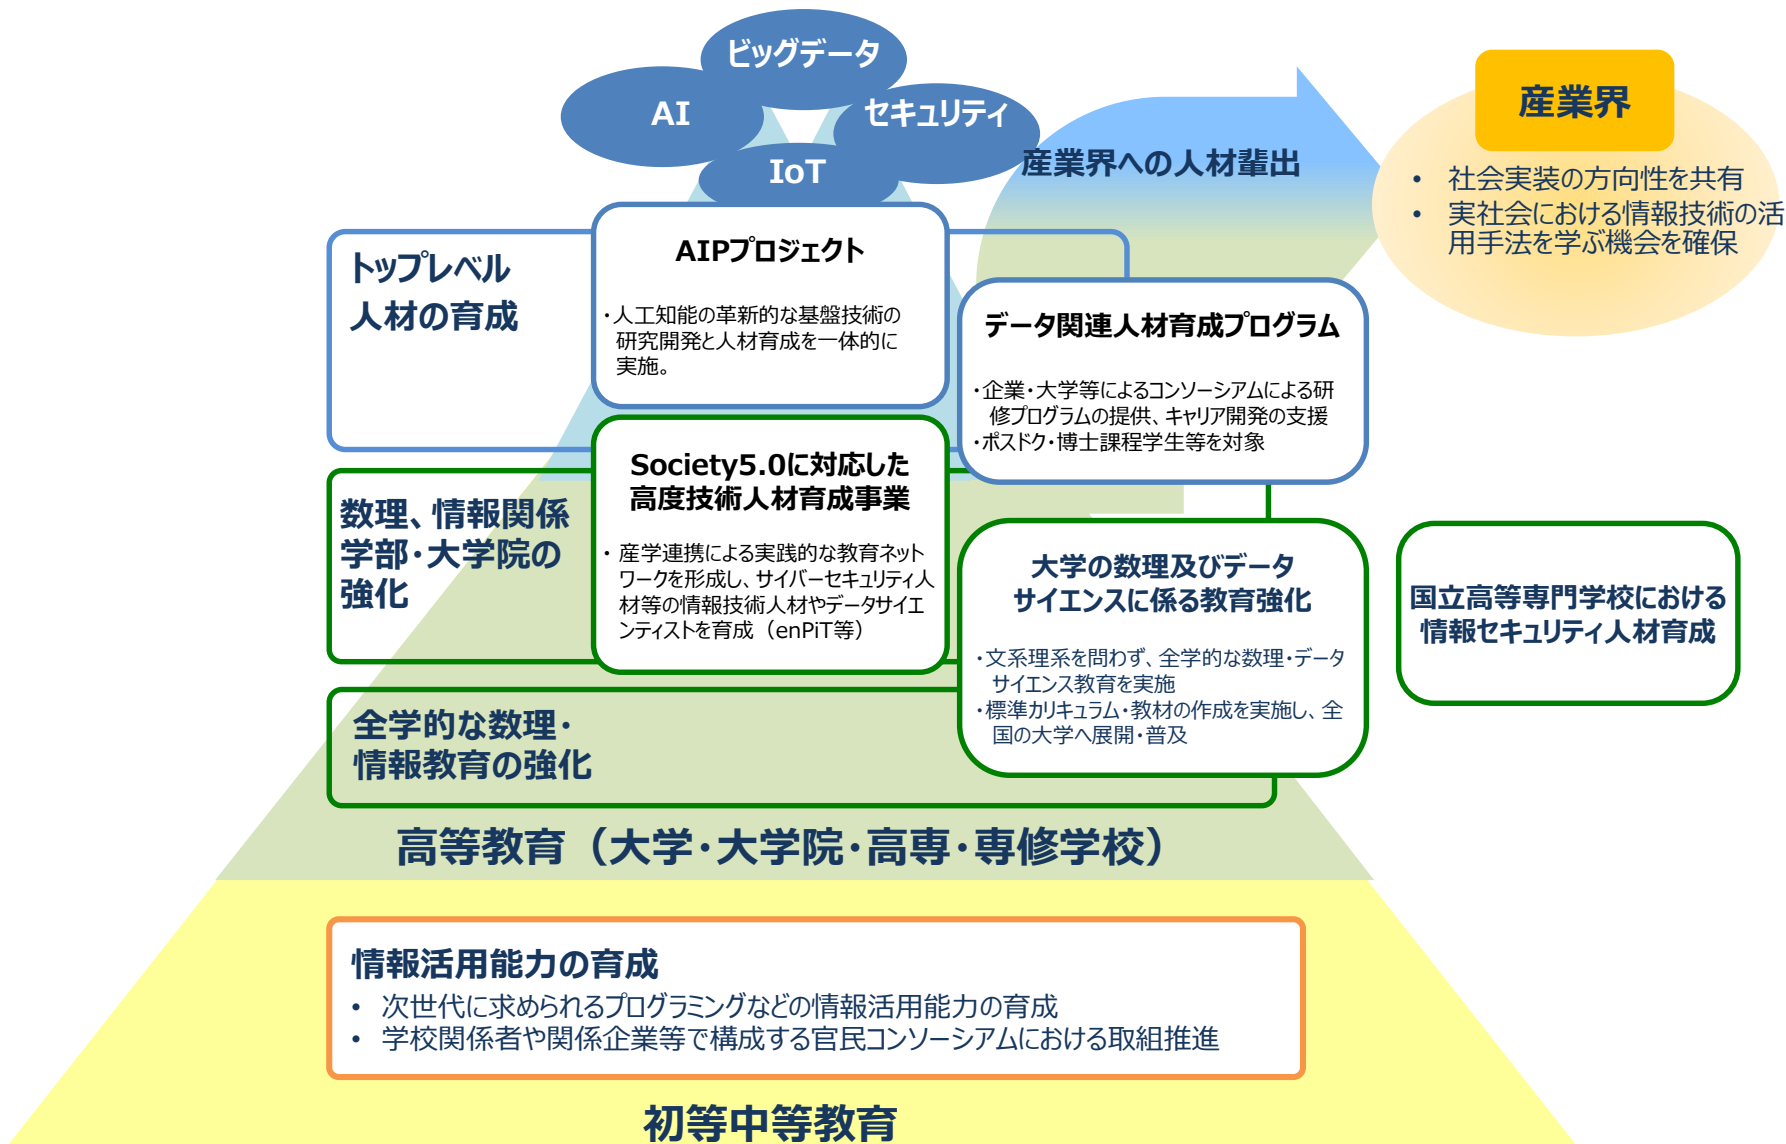 ビッグデータ
AI
セキュリティ
IoT
産業界への人材輩出
産業界
• 社会実装の方向性を共有
• 実社会における情報技術の活
用手法を学ぶ機会を確保
トップレベル
人材の育成
AIPプロジェクト
・人工知能の革新的な基盤技術の
研究開発と人材育成を一体的に
実施。
データ関連人材育成プログラム
・企業・大学等によるコンソーシアムによる研
修プログラムの提供、キャリア開発の支援
・ポスドク・博士課程学生等を対象
数理、情報関係
学部・大学院の
強化
Society5.0に対応した
高度技術人材育成事業
・ 産学連携による実践的な教育ネット
ワークを形成し、サイバーセキュリティ人
材等の情報技術人材やデータサイエ
ンティストを育成（enPiT等）
大学の数理及びデータ
サイエンスに係る教育強化
・文系理系を問わず、全学的な数理・データ
サイエンス教育を実施
・標準カリキュラム・教材の作成を実施し、全
国の大学へ展開・普及
国立高等専門学校における
情報セキュリティ人材育成
全学的な数理・
情報教育の強化
高等教育（大学・大学院・高専・専修学校）
情報活用能力の育成
• 次世代に求められるプログラミングなどの情報活用能力の育成
• 学校関係者や関係企業等で構成する官民コンソーシアムにおける取組推進
初等中等教育